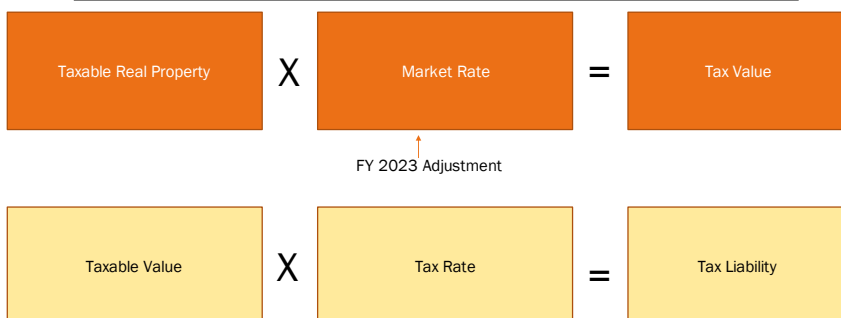 Taxable Real Property X Market Rate = Tax Value
FY 2023 Adjustment
Taxable Value X Tax Rate = Tax Liability